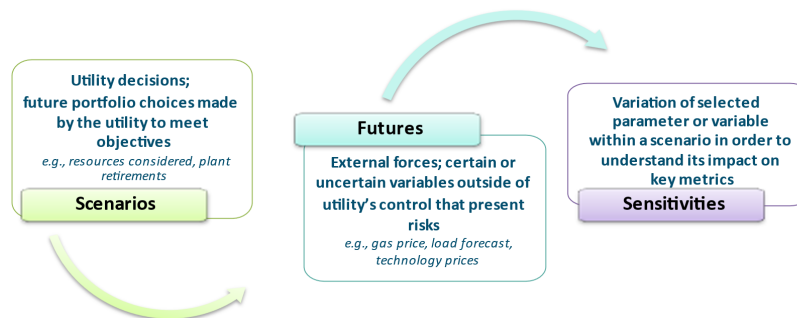 Utility decisions;
future portfolio choices made
by the utility to meet
objectives
e.g., resources considered, plant
retirements
Scenarios
Futures
External forces; certain or
uncertain variables outside of
utility’s control that present
risks
e.g., gas price, load forecast,
technology prices
Variation of selected
parameter or variable
within a scenario in order to
understand its impact on
key metrics
Sensitivities